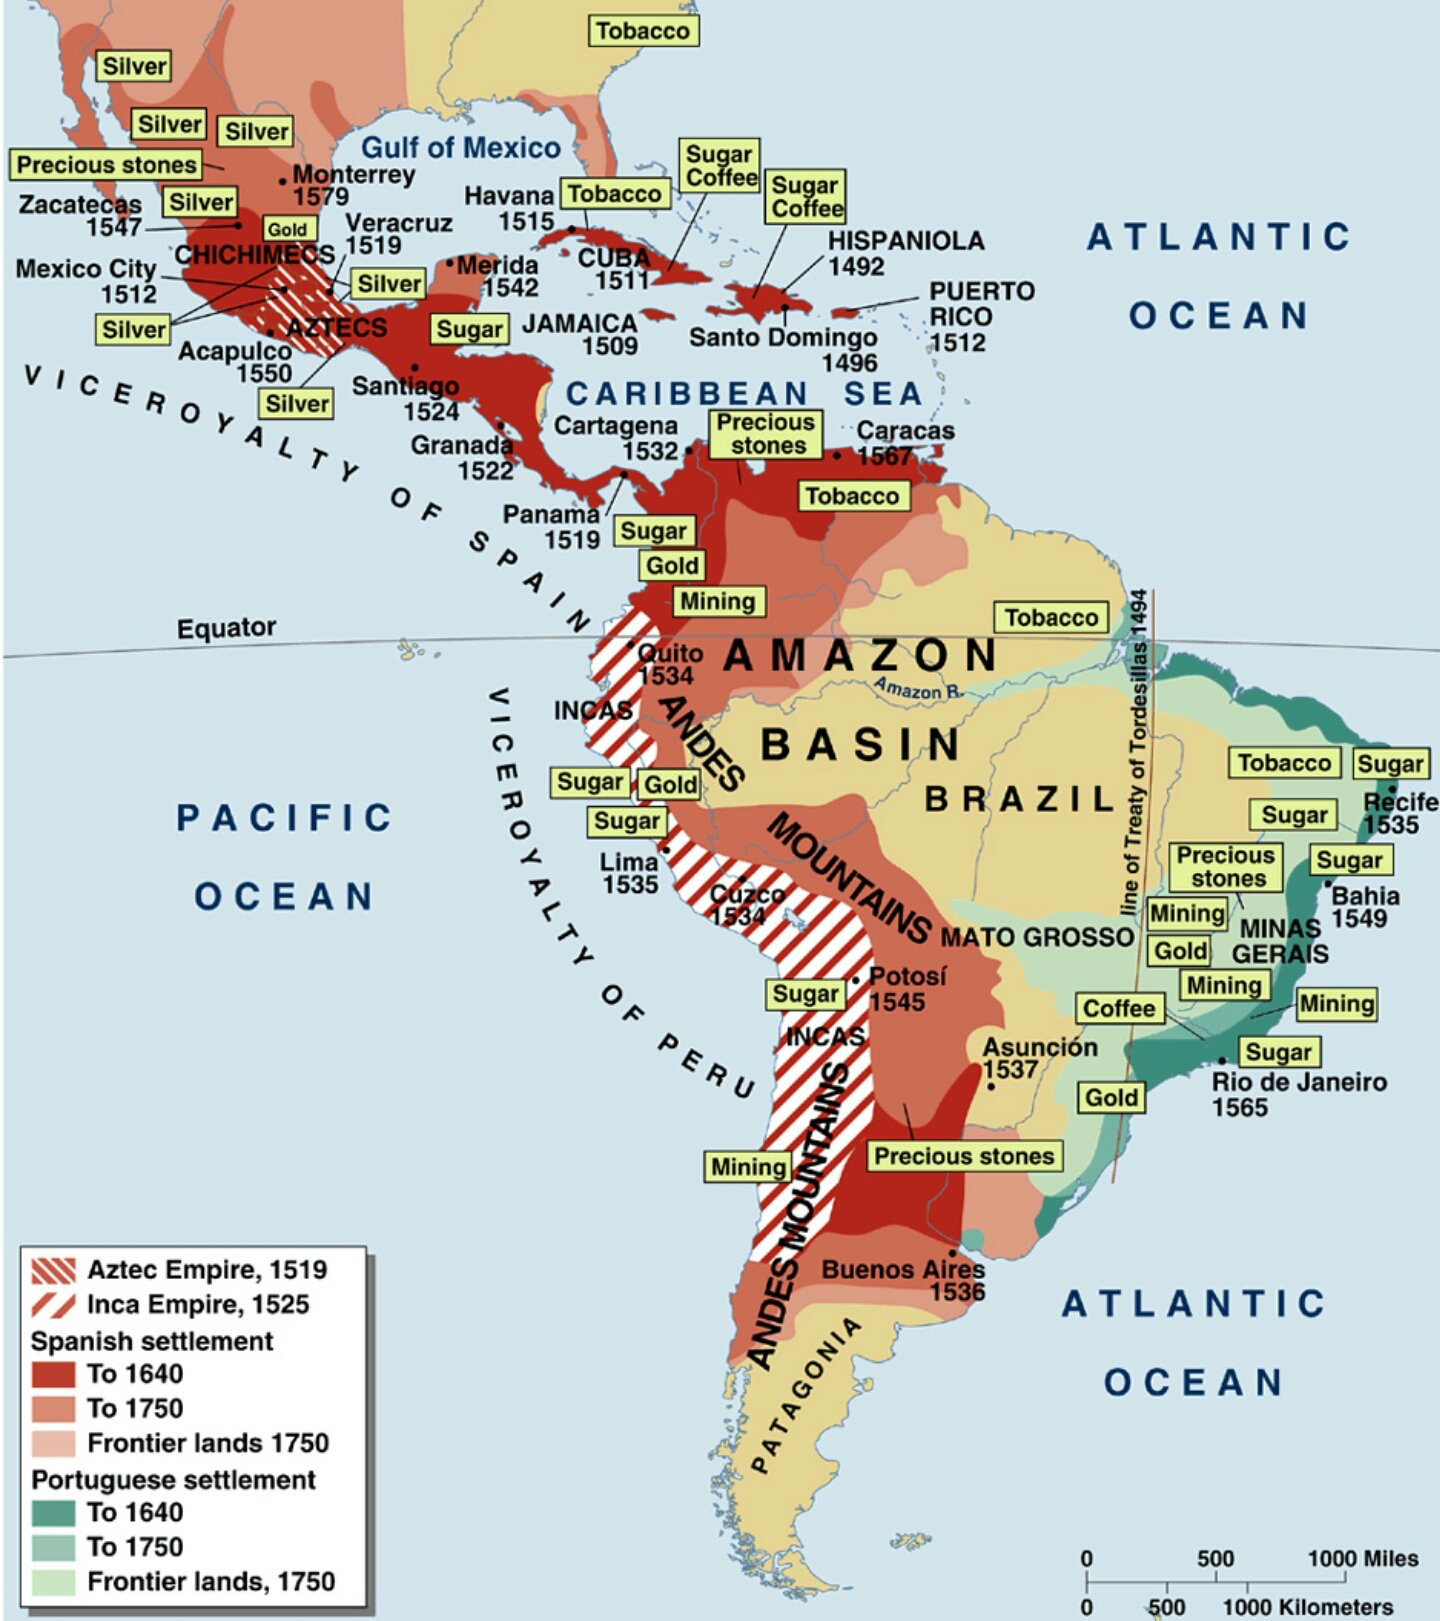 Tobacco
Silver
Silver
Silver
Gulf of Mexico
Precious stones
Monterrey
1579
Zacatecas
1547
Silver
Gold
Veracruz
1519
Havana
1515
Tobacco
Sugar
Coffee
Sugar
Coffee
ATLANTIC
OCEAN
CHICHIMECS
Mexico City
1512
Silver
Merida
1542
CUBA
1511
HISPANIOLA
1492
PUERTO
RICO
1512
Silver
AZTECS
Sugar
JAMAICA
1509
Santo Domingo
1496
Acapulco
1550
Silver
Santiago
1524
CARIBBEAN SEA
VICEROYALTY OF SPAIN
Granada
1522
Cartagena
1532
Precious
stones
Caracas
1567
Tobacco
Panama
1519
Sugar
Gold
Mining
Equator
Tobacco
line of Treaty of Tordesillas 1494
Quito
1534
AMAZON
BASIN
Amazon R.
INCAS
ANDES
MOUNTAINS
BRAZIL
VICEROYALTY OF PERU
PACIFIC
OCEAN
Sugar
Gold
Sugar
Lima
1535
Cuzco
1534
Tobacco
Sugar
Recife
1535
Sugar
Precious
stones
Sugar
Bahia
1549
Mining
MINAS
GERAIS
MATO GROSSO
Gold
Mining
Mining
Potosí
1545
Sugar
INCAS
Coffee
Sugar
Rio de Janeiro
1565
Asunción
1537
Gold
Precious stones
Mining
ANDES MOUNTAINS
Buenos Aires
1536
PATAGONIA
ATLANTIC
OCEAN
Aztec Empire, 1519
Inca Empire, 1525
Spanish settlement
To 1640
To 1750
Frontier lands 1750
Portuguese settlement
To 1640
To 1750
Frontier lands, 1750
0 500 1000 Miles
0 500 1000 Kilometers